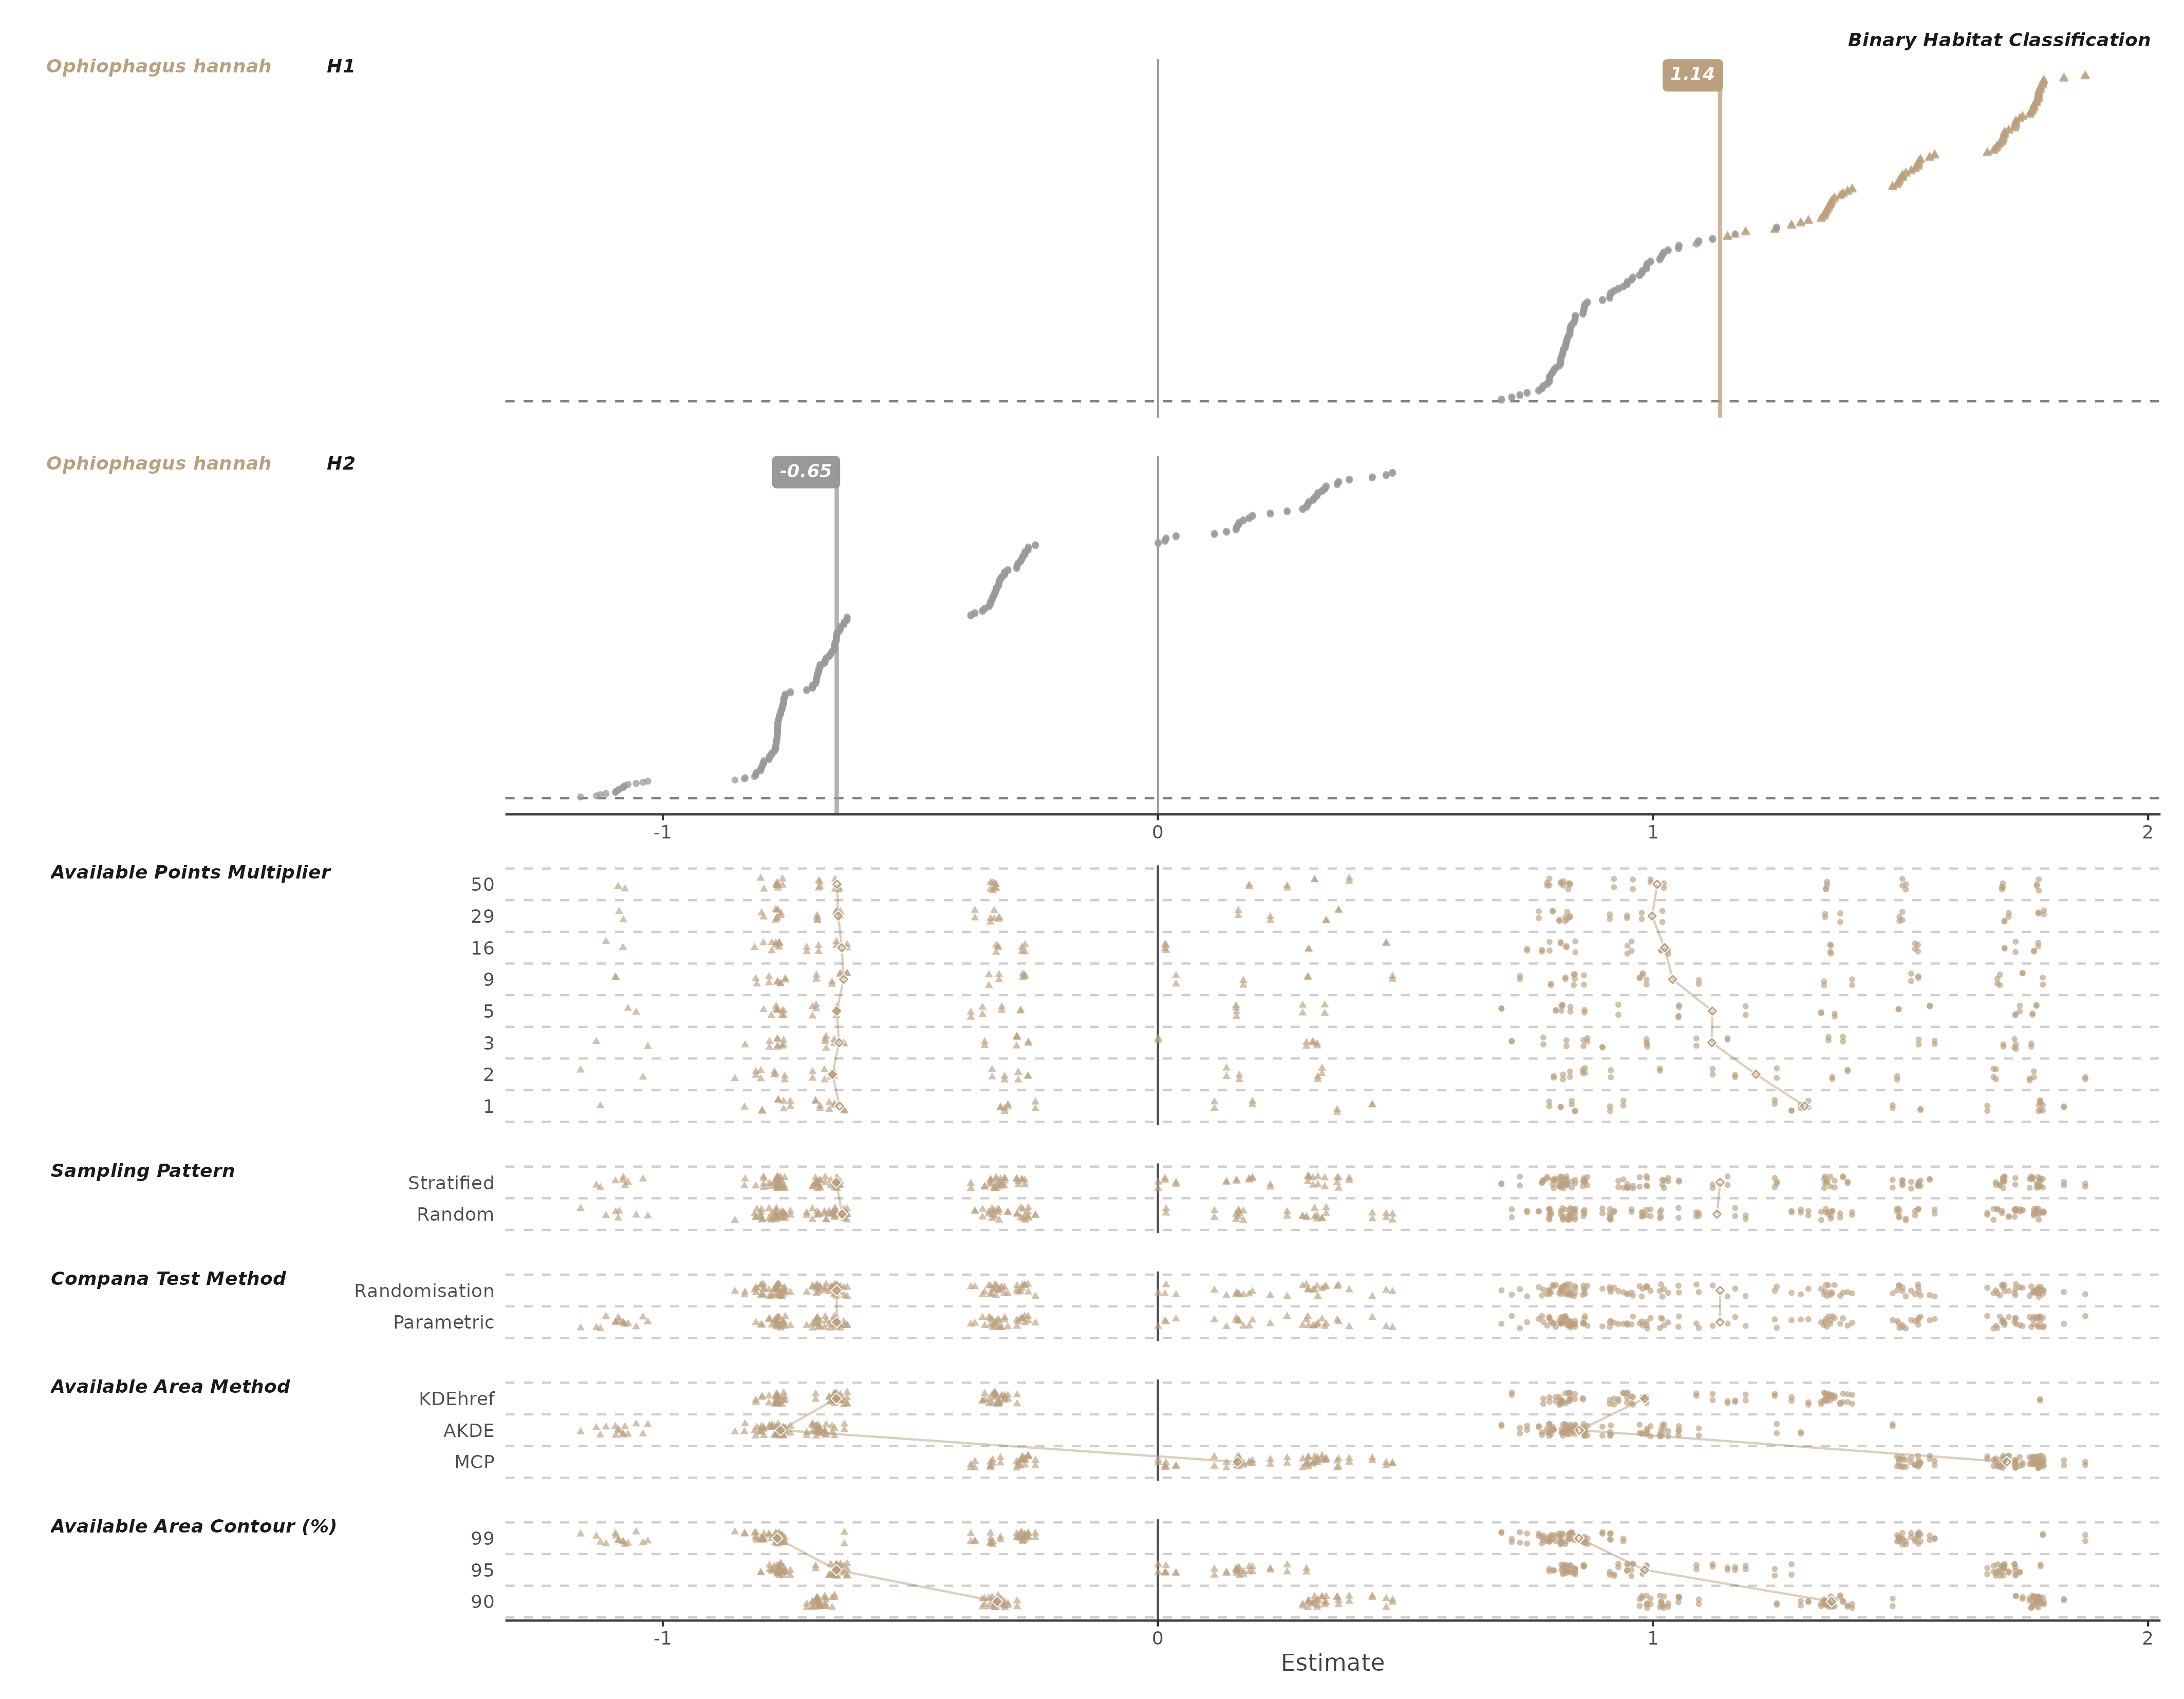 Binary Habitat Classification
Ophiophagus hannah H1
1.14
Ophiophagus hannah H2
-0.65
-1 0 1 2
Available Points Multiplier
50
29
16
9
5
3
2
1
Sampling Pattern
Stratified
Random
Compana Test Method
Randomisation
Parametric
Available Area Method
KDEhref
AKDE
MCP
Available Area Contour (%)
99
95
90
-1 0 1 2
Estimate